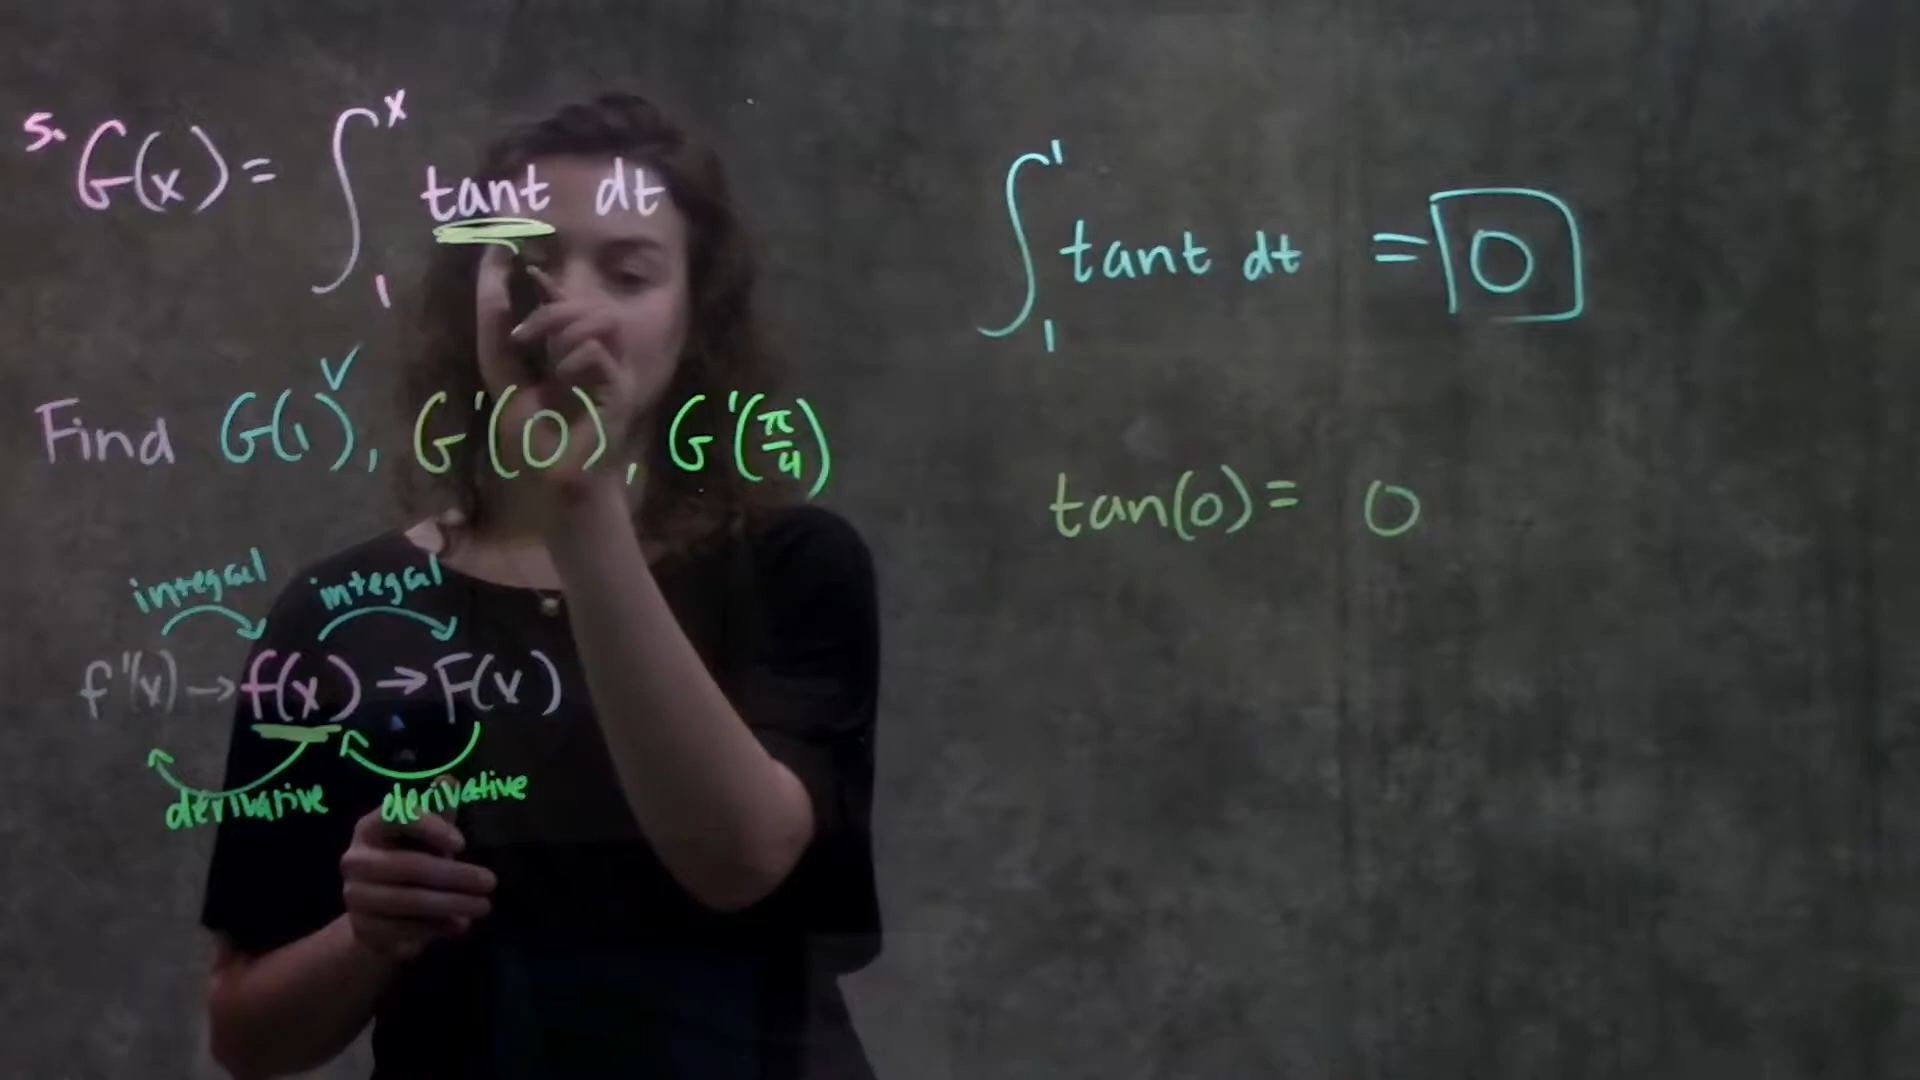 5. G(x) = ∫₁ˣ tant dt
Find G(1) ✓, G'(0), G'(π/4)
integral integral
f'(x) → f(x) → F(x)
derivative derivative
∫₁¹ tant dt = 0
tan(0) = 0